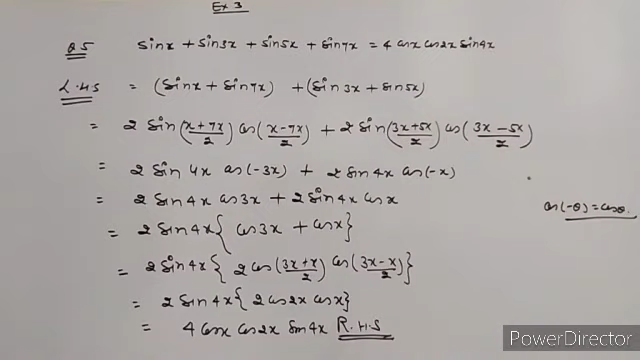 Ex 3
Q5 sinx + sin3x + sin5x + sin7x = 4 cosx cos2x sin4x
L.H.S = (sinx + sin7x) + (sin3x + sin5x)
= 2 sin((x+7x)/2) cos((x-7x)/2) + 2 sin((3x+5x)/2) cos((3x-5x)/2)
= 2 sin4x cos(-3x) + 2 sin4x cos(-x)
= 2 sin4x cos3x + 2 sin4x cosx
cos(-θ) = cosθ.
= 2 sin4x { cos3x + cosx }
= 2 sin4x { 2 cos((3x+x)/2) cos((3x-x)/2) }
= 2 sin4x { 2 cos2x cosx }
= 4 cosx cos2x sin4x R.H.S
PowerDirector